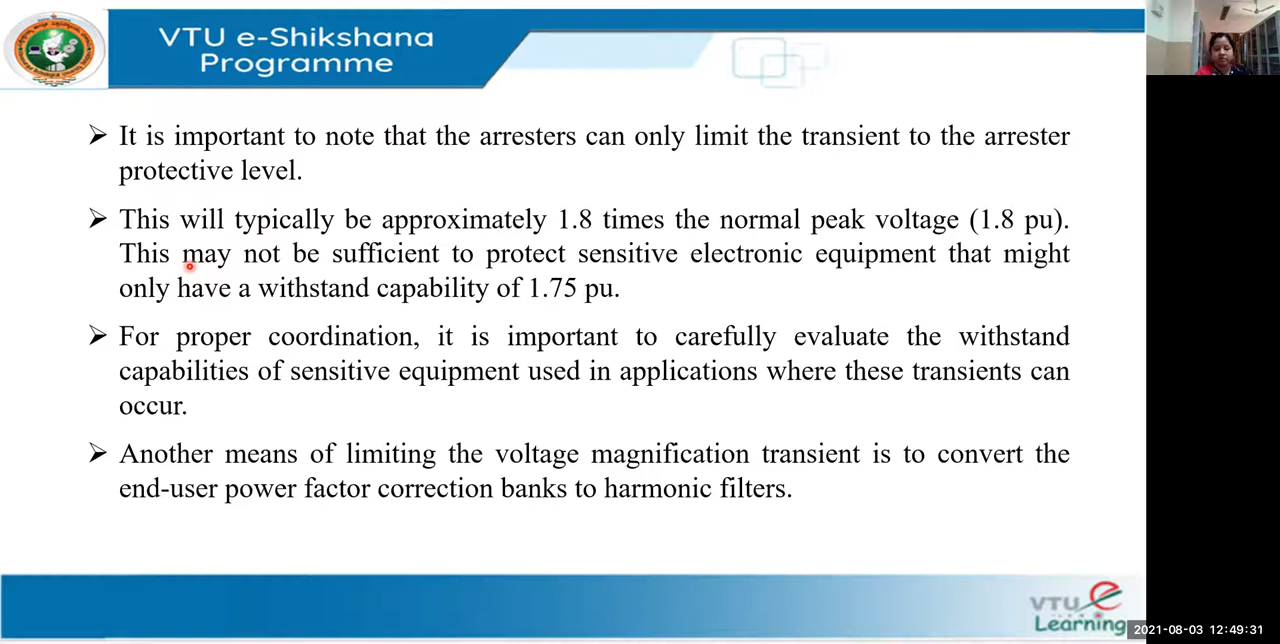 VTU e-Shikshana
Programme
➢ It is important to note that the arresters can only limit the transient to the arrester
protective level.
➢ This will typically be approximately 1.8 times the normal peak voltage (1.8 pu).
This may not be sufficient to protect sensitive electronic equipment that might
only have a withstand capability of 1.75 pu.
➢ For proper coordination, it is important to carefully evaluate the withstand
capabilities of sensitive equipment used in applications where these transients can
occur.
➢ Another means of limiting the voltage magnification transient is to convert the
end-user power factor correction banks to harmonic filters.
VTU e
Learning
2021-08-03 12:49:31